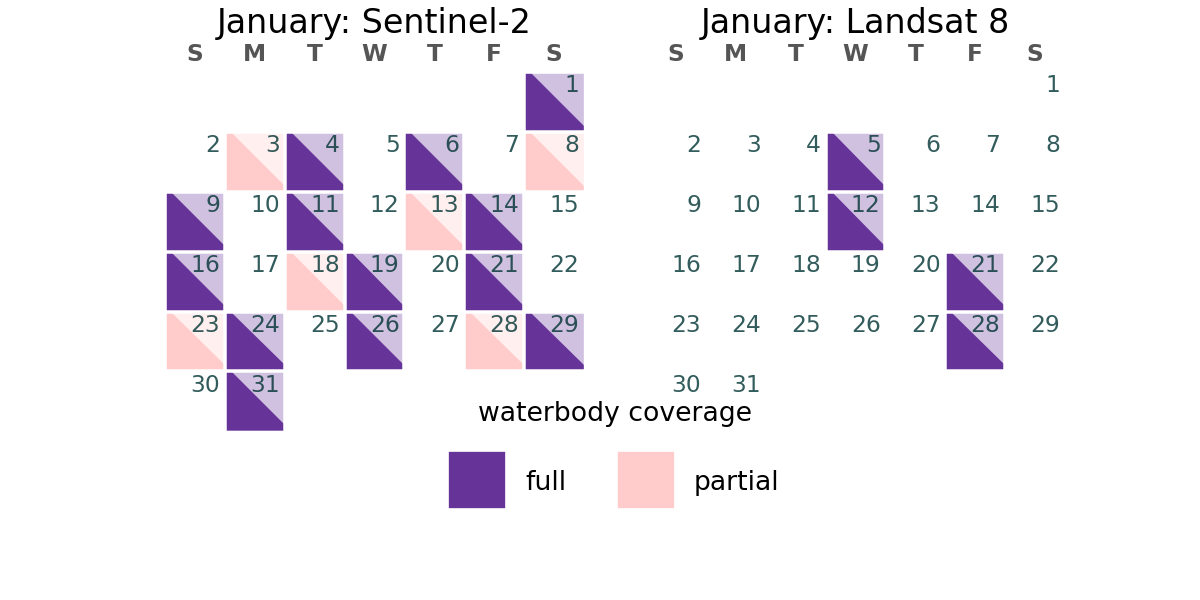 January: Sentinel-2
S M T W T F S
1
2 3 4 5 6 7 8
9 10 11 12 13 14 15
16 17 18 19 20 21 22
23 24 25 26 27 28 29
30 31
January: Landsat 8
S M T W T F S
1
2 3 4 5 6 7 8
9 10 11 12 13 14 15
16 17 18 19 20 21 22
23 24 25 26 27 28 29
30 31
waterbody coverage
full partial